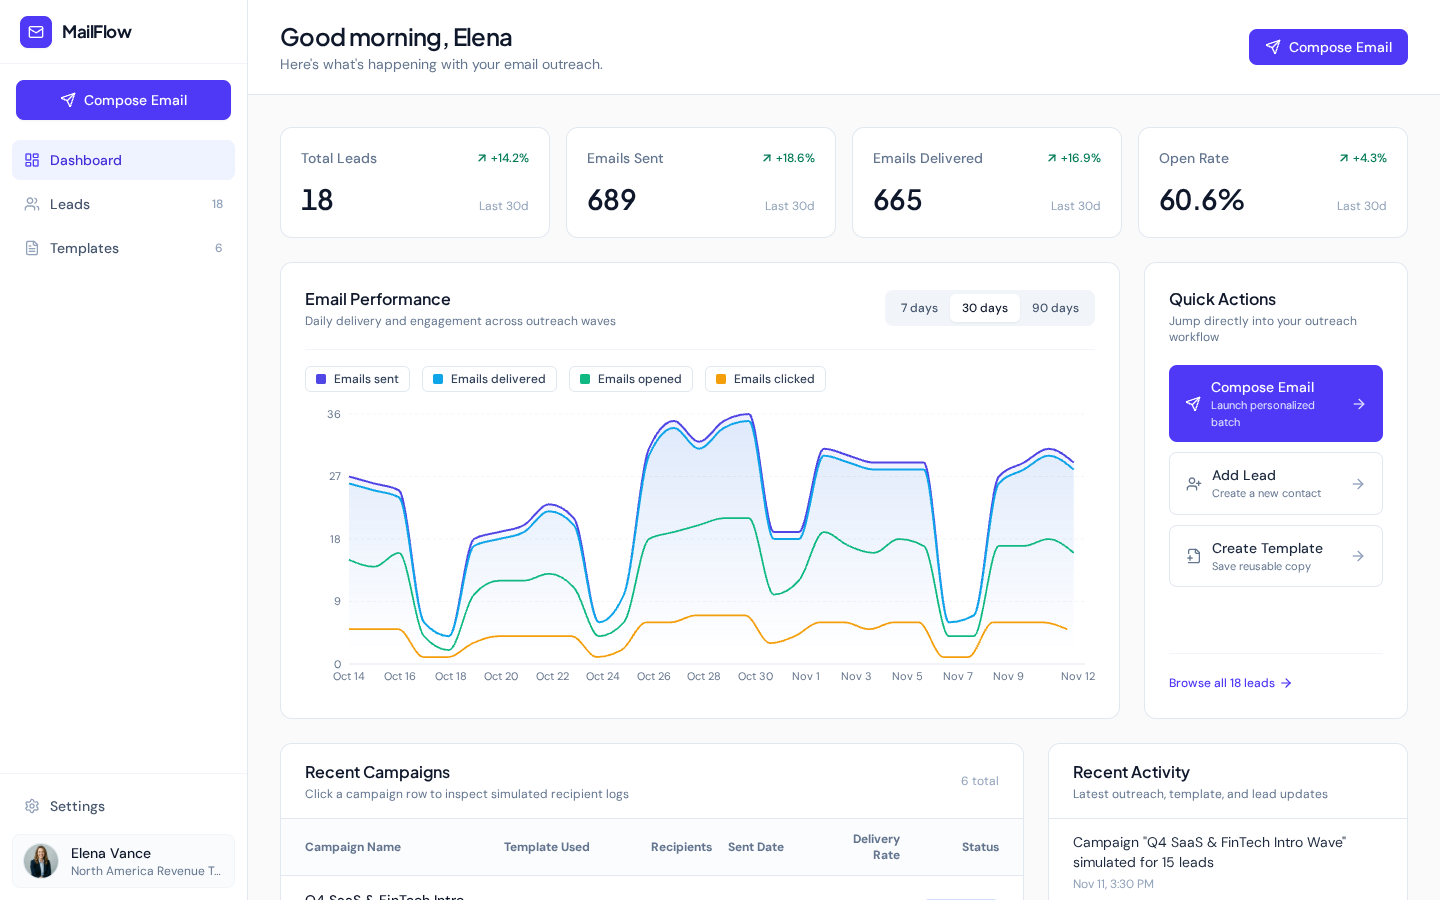 MailFlow
Compose Email
Dashboard
Leads 18
Templates 6
Settings
Elena Vance
North America Revenue T...
Good morning, Elena
Here's what's happening with your email outreach.
Compose Email
Total Leads +14.2%
18 Last 30d
Emails Sent +18.6%
689 Last 30d
Emails Delivered +16.9%
665 Last 30d
Open Rate +4.3%
60.6% Last 30d
Email Performance
Daily delivery and engagement across outreach waves
7 days 30 days 90 days
Emails sent Emails delivered Emails opened Emails clicked
36
27
18
9
0
Oct 14 Oct 16 Oct 18 Oct 20 Oct 22 Oct 24 Oct 26 Oct 28 Oct 30 Nov 1 Nov 3 Nov 5 Nov 7 Nov 9 Nov 12
Quick Actions
Jump directly into your outreach
workflow
Compose Email
Launch personalized
batch
Add Lead
Create a new contact
Create Template
Save reusable copy
Browse all 18 leads
Recent Campaigns
Click a campaign row to inspect simulated recipient logs
6 total
Campaign Name Template Used Recipients Sent Date Delivery
Rate Status
Q4 SaaS & FinTech Intro
Recent Activity
Latest outreach, template, and lead updates
Campaign "Q4 SaaS & FinTech Intro Wave"
simulated for 15 leads
Nov 11, 3:30 PM